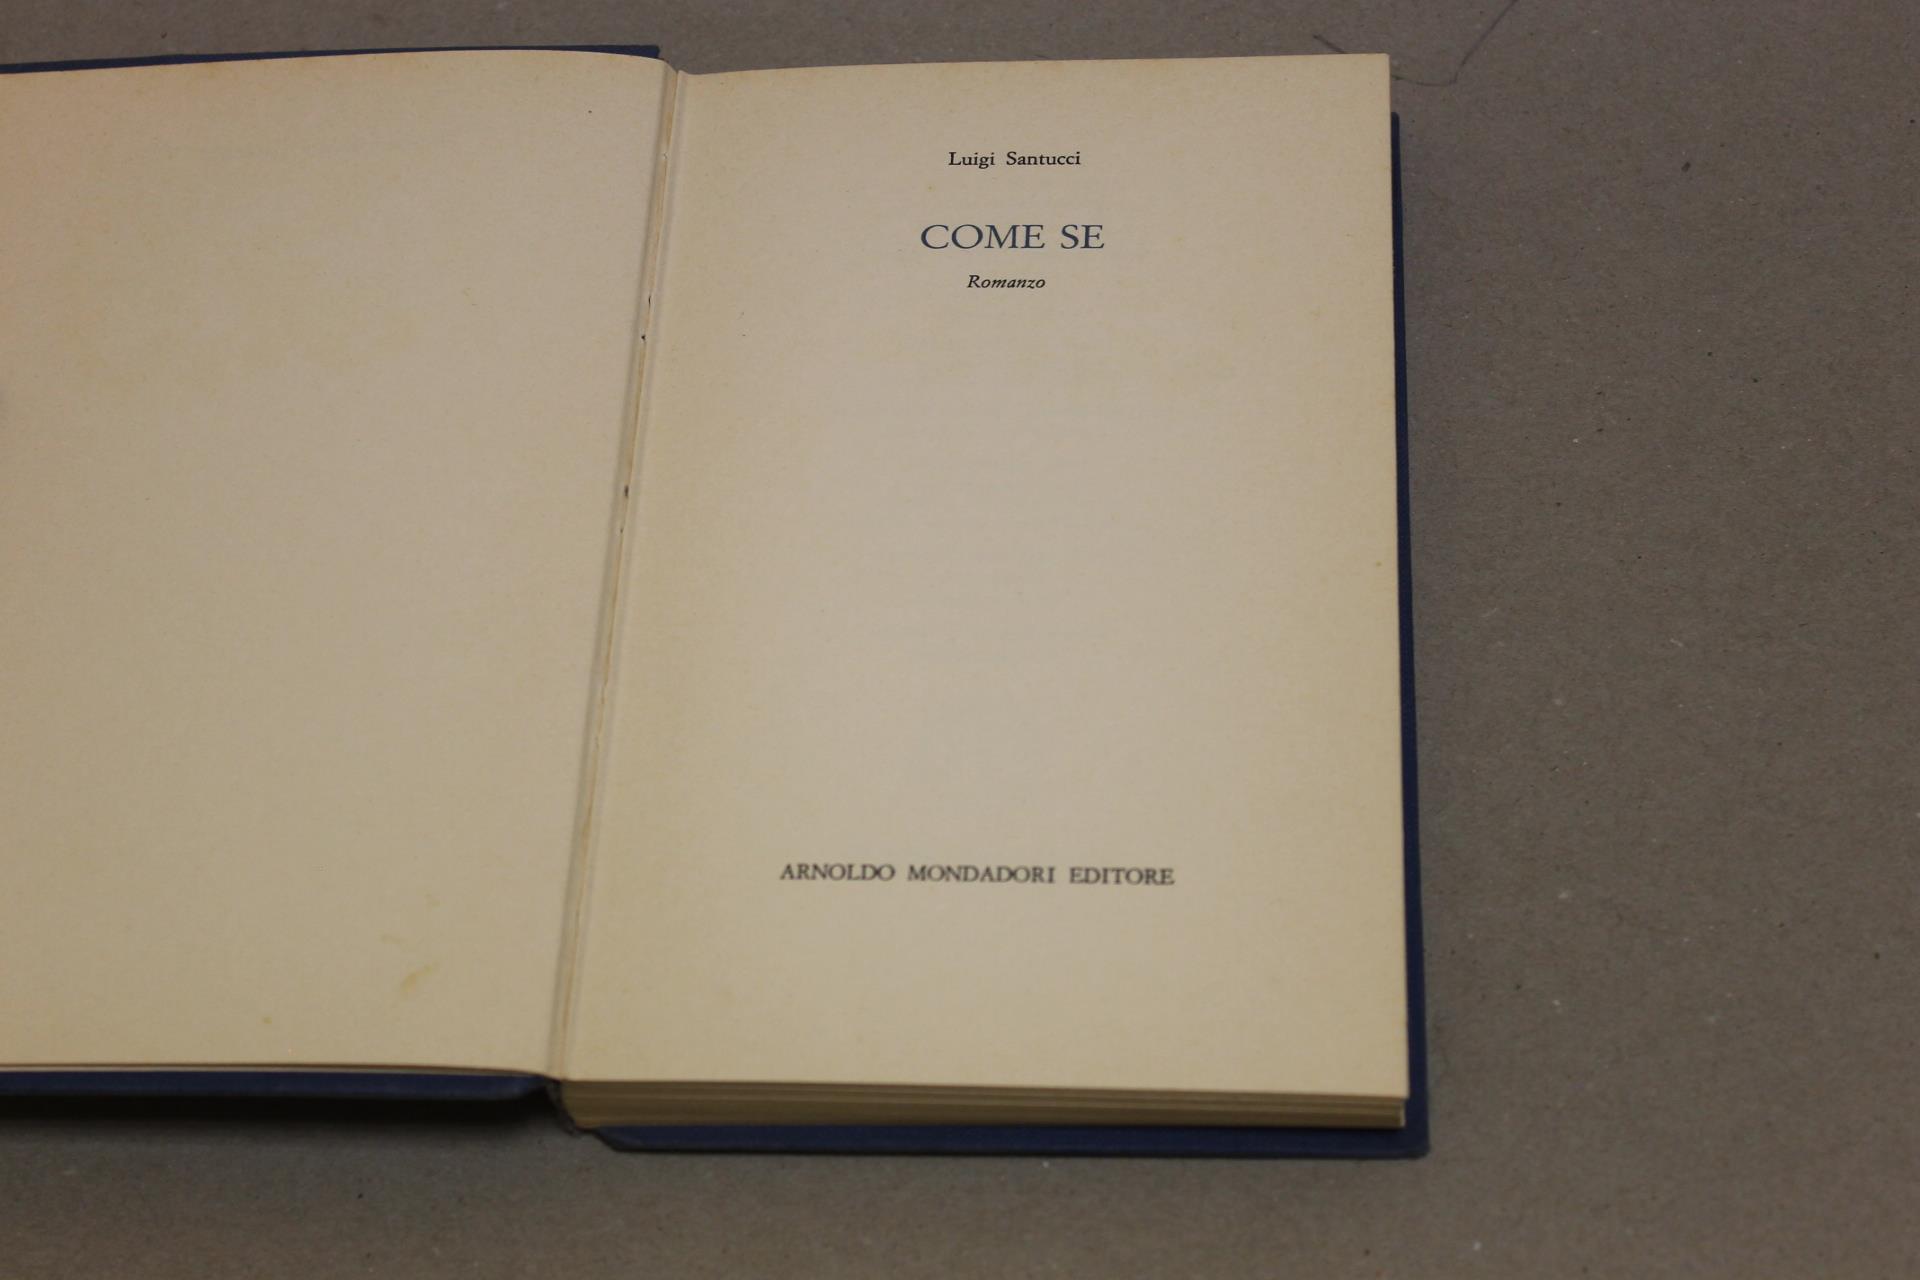 Luigi Santucci
COME SE
Romanzo
ARNOLDO MONDADORI EDITORE